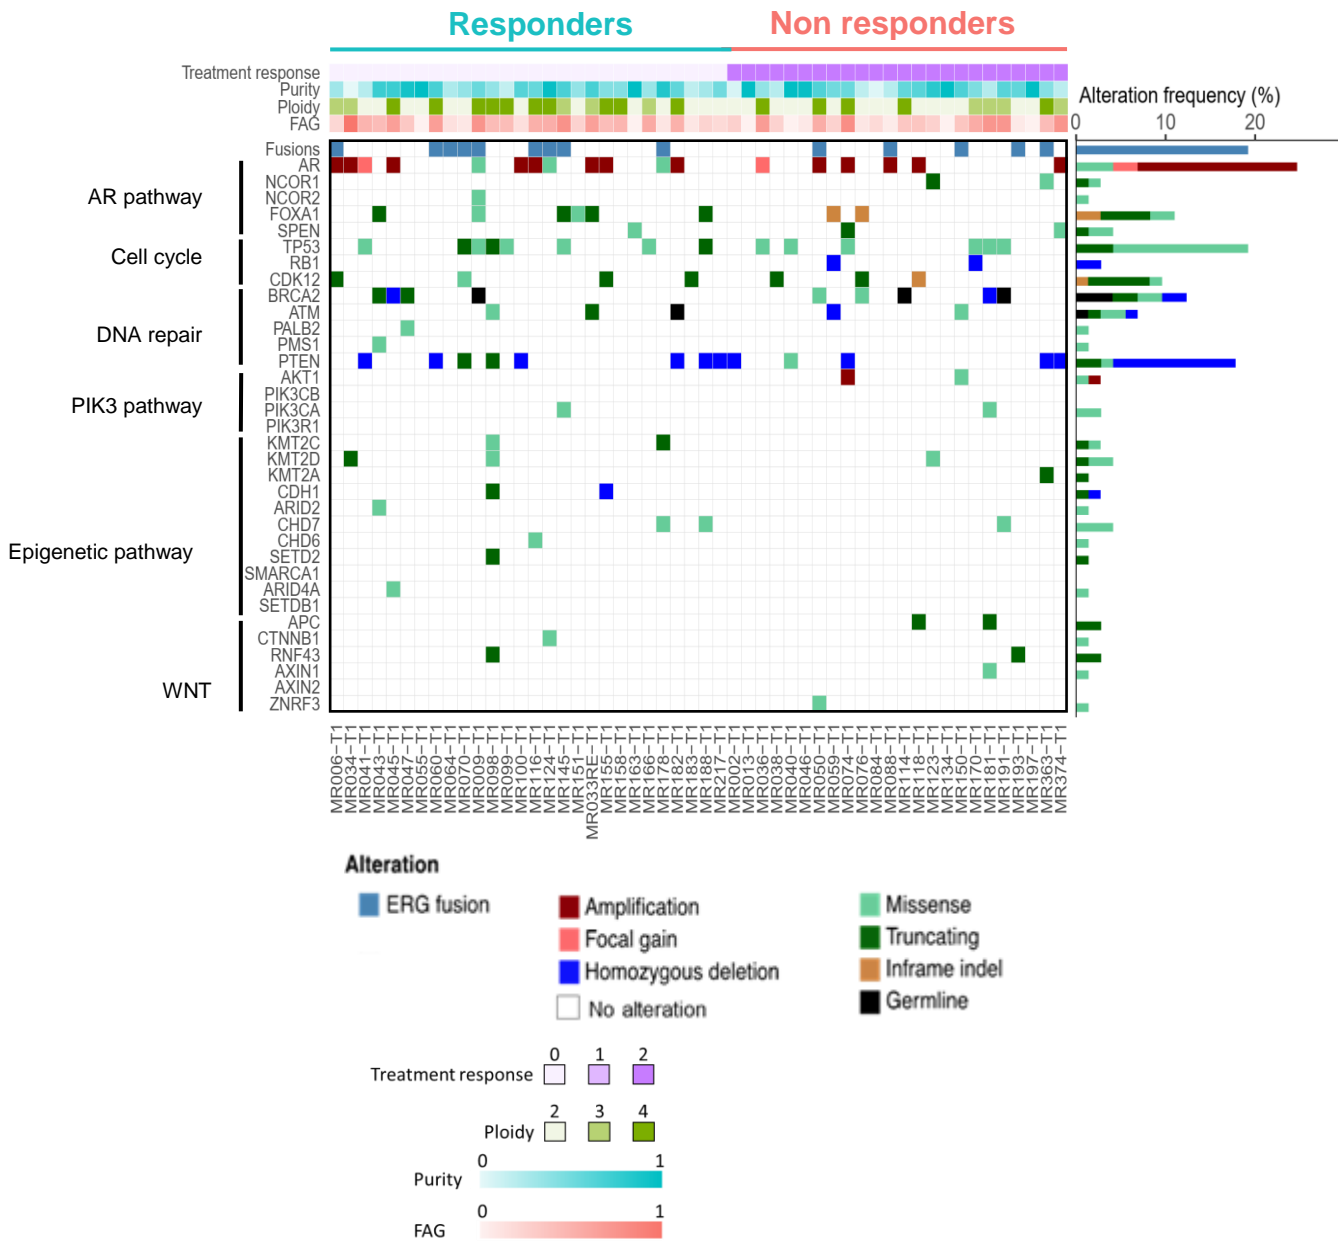 Responders
Non responders
Treatment response
Purity
Ploidy
FAG
Alteration frequency (%)
0 10 20
Fusions
AR
NCOR1
NCOR2
FOXA1
SPEN
TP53
RB1
CDK12
BRCA2
ATM
PALB2
PMS1
PTEN
AKT1
PIK3CB
PIK3CA
PIK3R1
KMT2C
KMT2D
KMT2A
CDH1
ARID2
CHD7
CHD6
SETD2
SMARCA1
ARID4A
SETDB1
APC
CTNNB1
RNF43
AXIN1
AXIN2
ZNRF3
AR pathway
Cell cycle
DNA repair
PIK3 pathway
Epigenetic pathway
WNT
MR006-T1
MR034-T1
MR041-T1
MR043-T1
MR045-T1
MR047-T1
MR055-T1
MR060-T1
MR064-T1
MR070-T1
MR009-T1
MR098-T1
MR099-T1
MR100-T1
MR116-T1
MR124-T1
MR145-T1
MR151-T1
MR033RE-T1
MR155-T1
MR158-T1
MR163-T1
MR166-T1
MR178-T1
MR182-T1
MR183-T1
MR188-T1
MR217-T1
MR002-T1
MR013-T1
MR036-T1
MR038-T1
MR040-T1
MR046-T1
MR050-T1
MR059-T1
MR074-T1
MR076-T1
MR084-T1
MR088-T1
MR114-T1
MR118-T1
MR123-T1
MR134-T1
MR150-T1
MR170-T1
MR181-T1
MR191-T1
MR193-T1
MR197-T1
MR363-T1
MR374-T1
Alteration
ERG fusion
Amplification
Focal gain
Homozygous deletion
No alteration
Missense
Truncating
Inframe indel
Germline
0 1 2
Treatment response
2 3 4
Ploidy
0 1
Purity
0 1
FAG